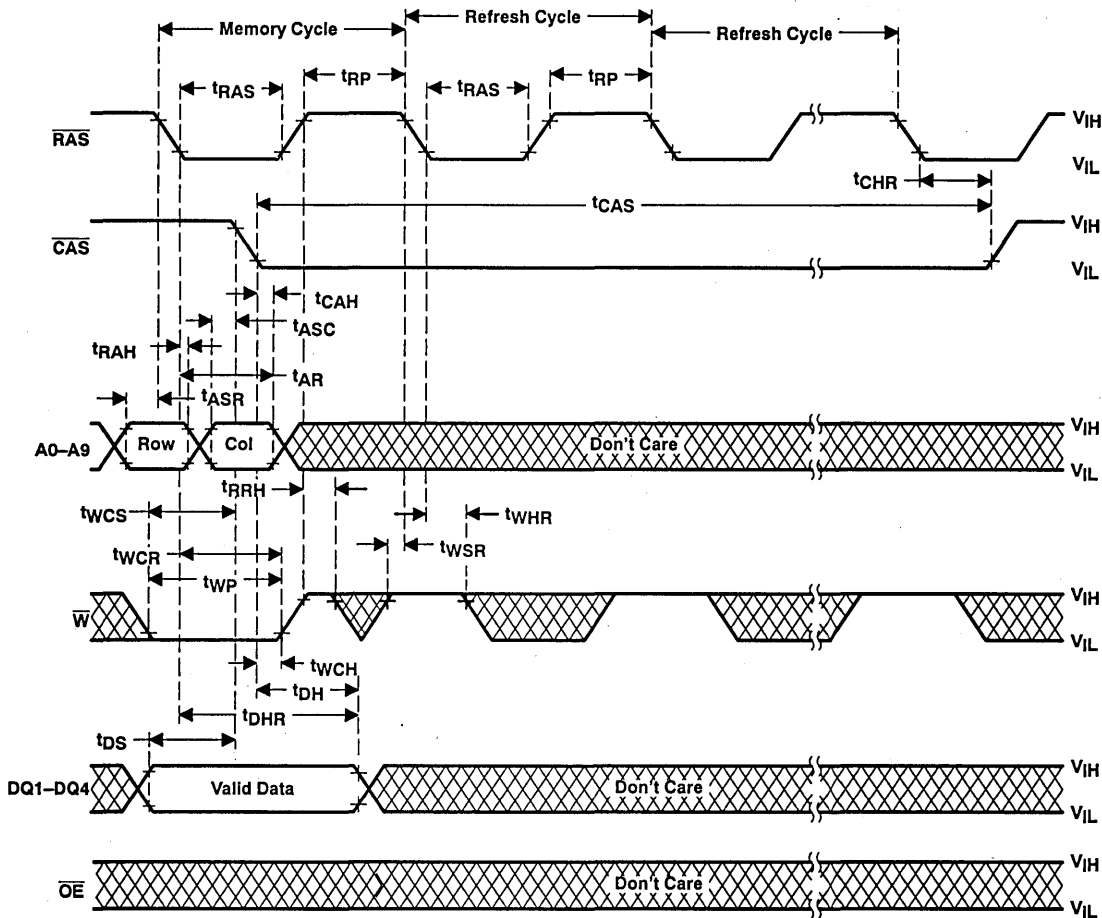 Memory Cycle
Refresh Cycle
Refresh Cycle
tRAS
tRP
tRAS
tRP
RAS
VIH
VIL
tCHR
tCAS
CAS
VIH
VIL
tCAH
tASC
tRAH
tAR
tASR
A0–A9
Row
Col
Don't Care
VIH
VIL
tRRH
tWCS
tWHR
tWSR
tWCR
tWP
W
VIH
VIL
tWCH
tDH
tDHR
tDS
DQ1–DQ4
Valid Data
Don't Care
VIH
VIL
OE
Don't Care
VIH
VIL